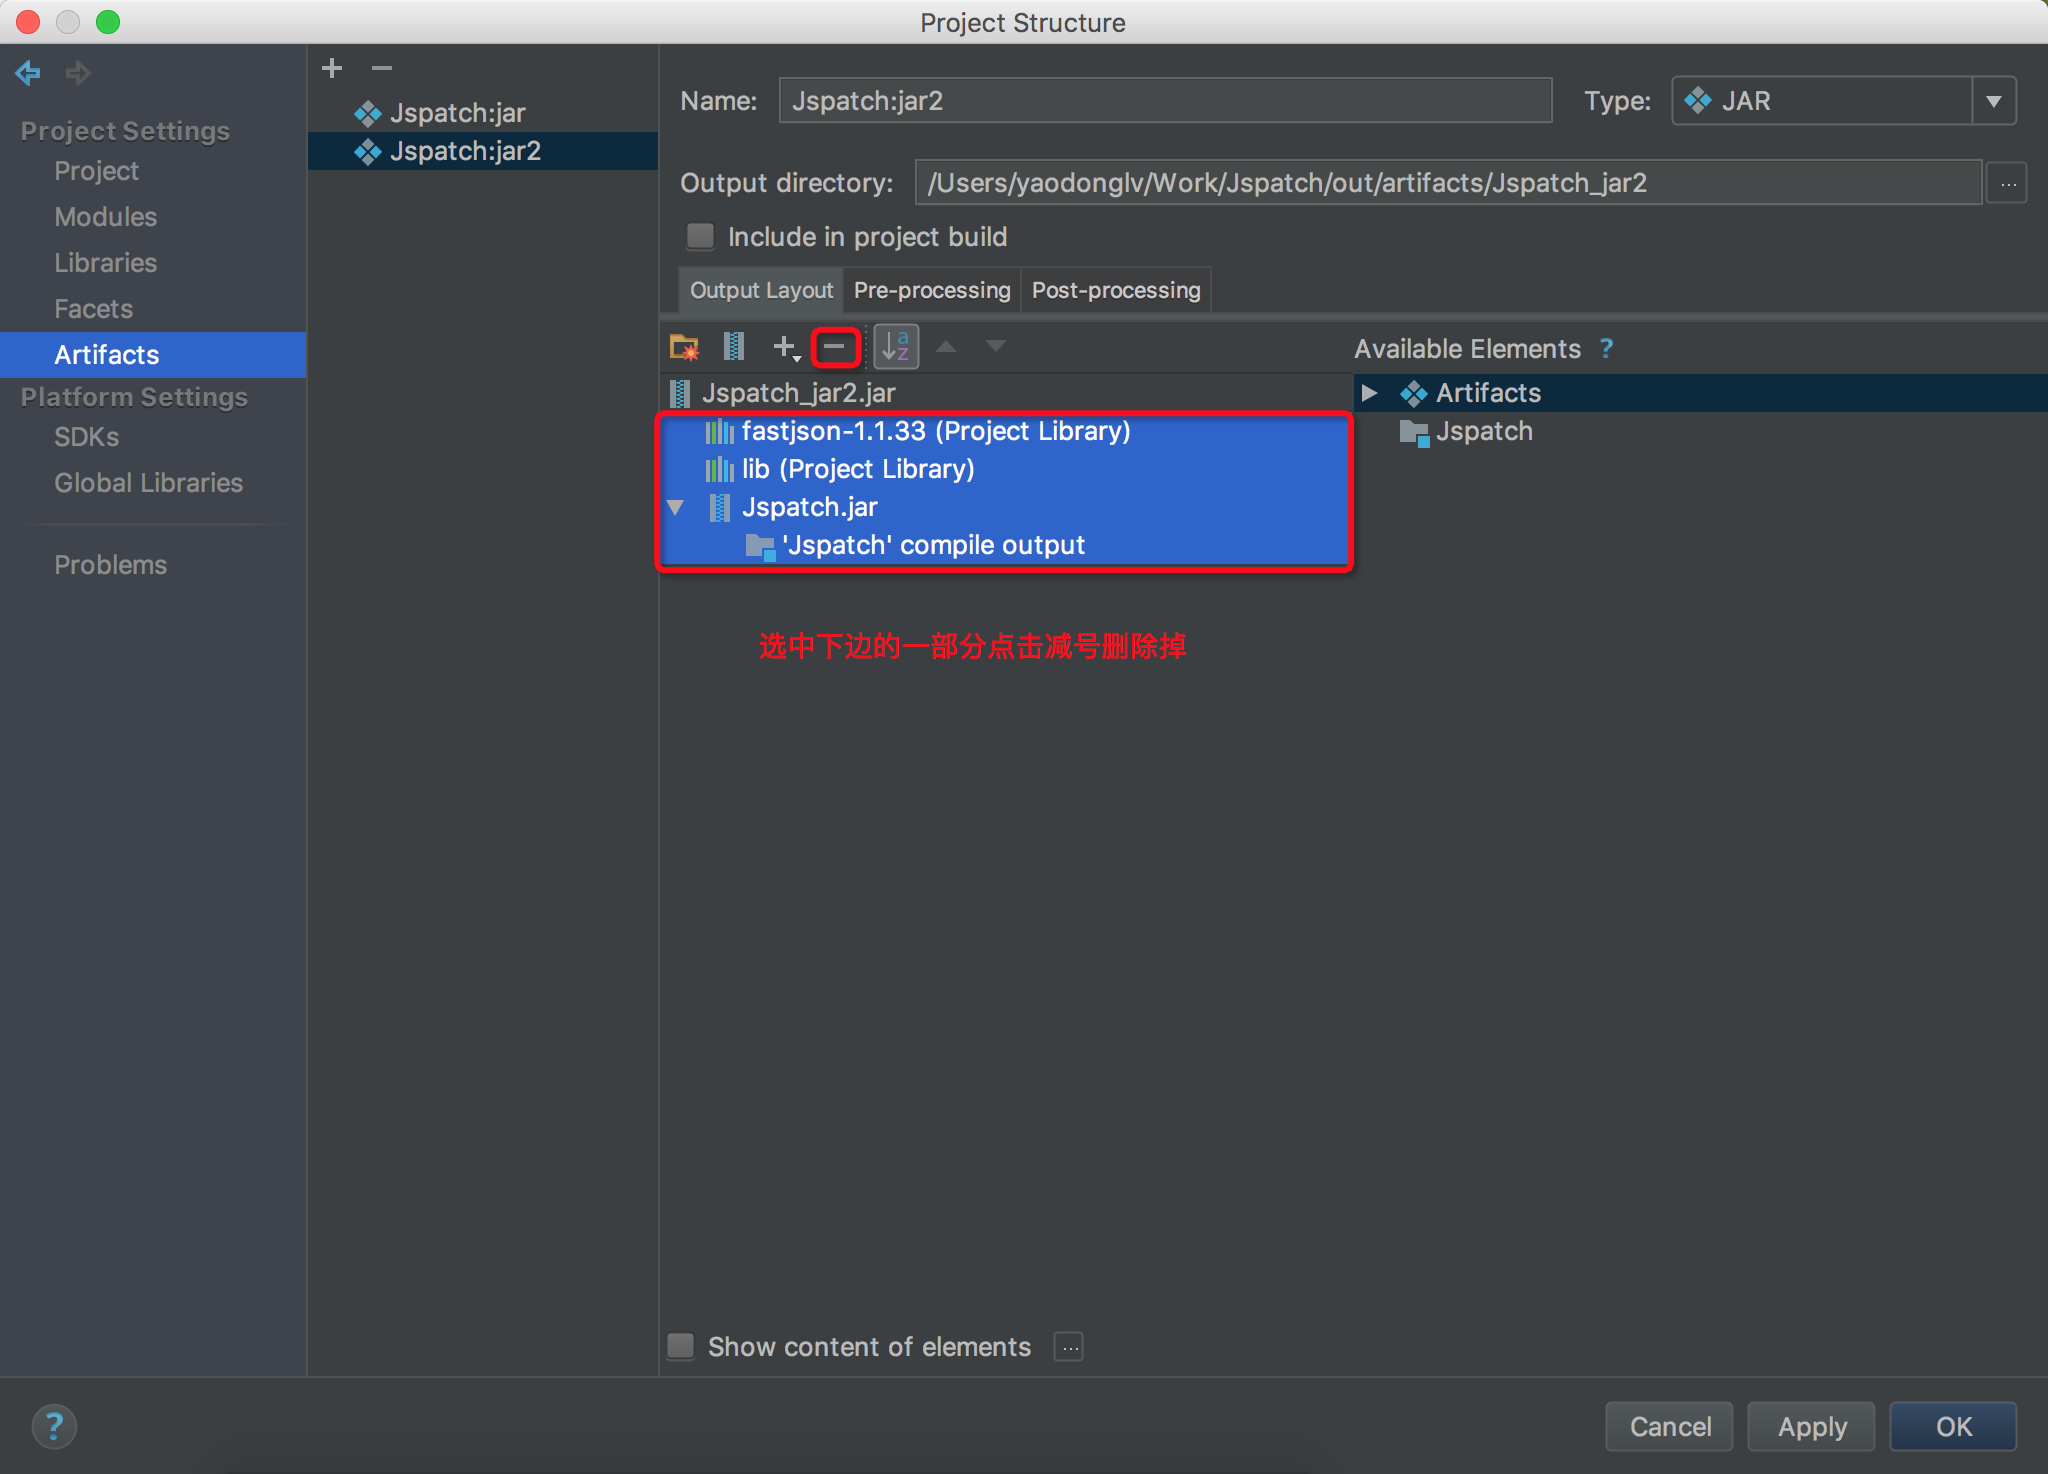 Project Structure
Project Settings
Project
Modules
Libraries
Facets
Artifacts
Platform Settings
SDKs
Global Libraries
Problems
Jspatch:jar
Jspatch:jar2
Name: Jspatch:jar2 Type: JAR
Output directory: /Users/yaodonglv/Work/Jspatch/out/artifacts/Jspatch_jar2 ...
Include in project build
Output Layout Pre-processing Post-processing
a
z
Available Elements ?
Jspatch_jar2.jar
fastjson-1.1.33 (Project Library)
lib (Project Library)
Jspatch.jar
'Jspatch' compile output
Artifacts
Jspatch
选中下边的一部分点击减号删除掉
Show content of elements ...
? Cancel Apply OK